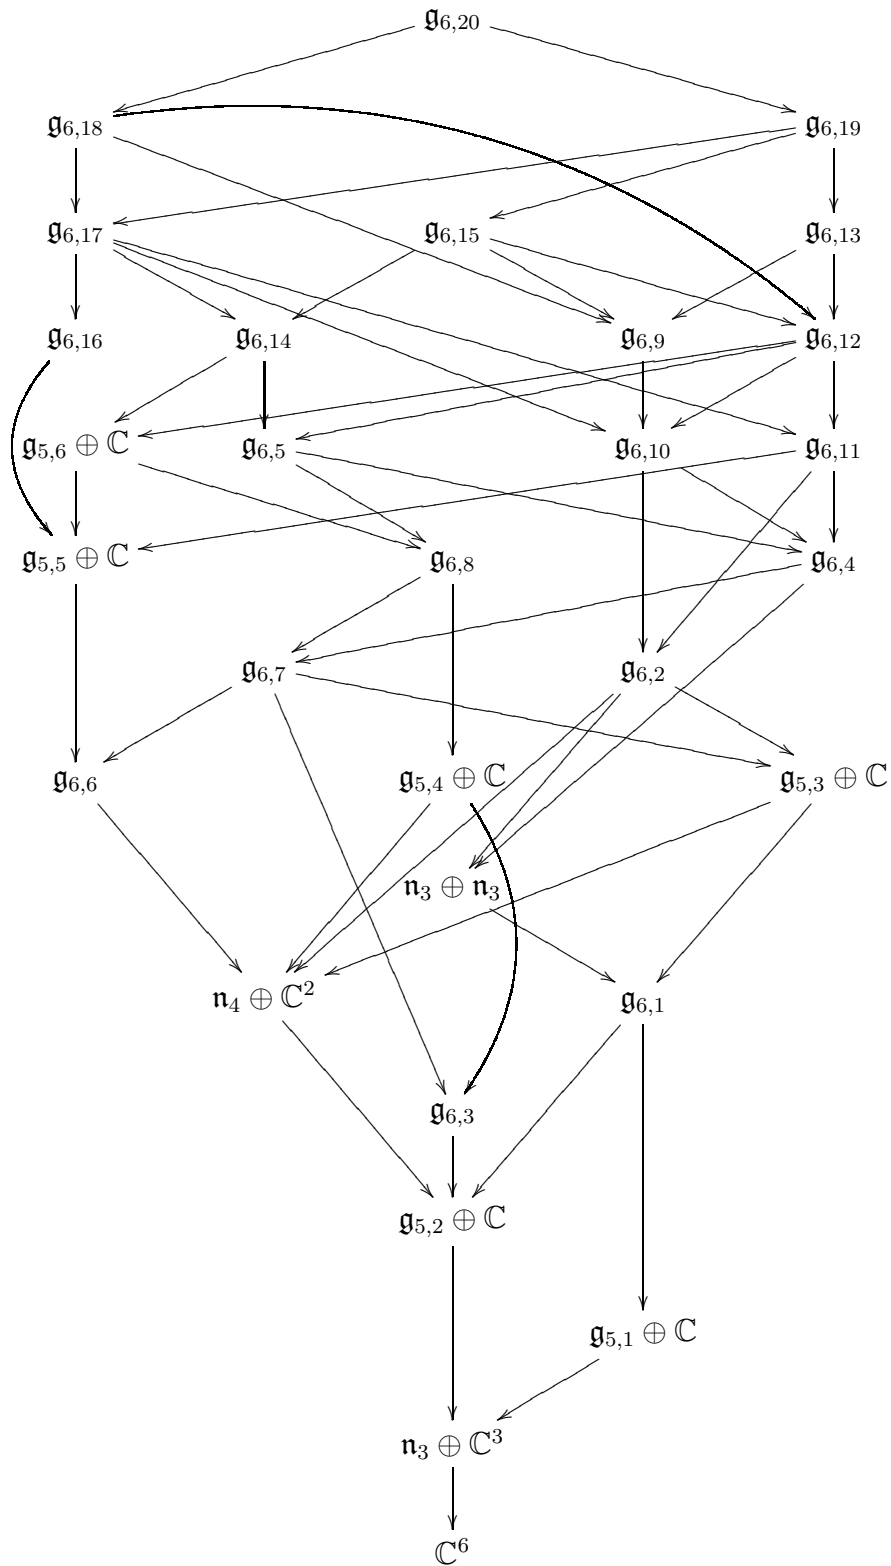 𝔤₆,₂₀
𝔤₆,₁₈ 𝔤₆,₁₉
𝔤₆,₁₇ 𝔤₆,₁₅ 𝔤₆,₁₃
𝔤₆,₁₆ 𝔤₆,₁₄ 𝔤₆,₉ 𝔤₆,₁₂
𝔤₅,₆ ⊕ ℂ 𝔤₆,₅ 𝔤₆,₁₀ 𝔤₆,₁₁
𝔤₅,₅ ⊕ ℂ 𝔤₆,₈ 𝔤₆,₄
𝔤₆,₇ 𝔤₆,₂
𝔤₆,₆ 𝔤₅,₄ ⊕ ℂ 𝔤₅,₃ ⊕ ℂ
𝔫₃ ⊕ 𝔫₃
𝔫₄ ⊕ ℂ² 𝔤₆,₁
𝔤₆,₃
𝔤₅,₂ ⊕ ℂ
𝔤₅,₁ ⊕ ℂ
𝔫₃ ⊕ ℂ³
ℂ⁶